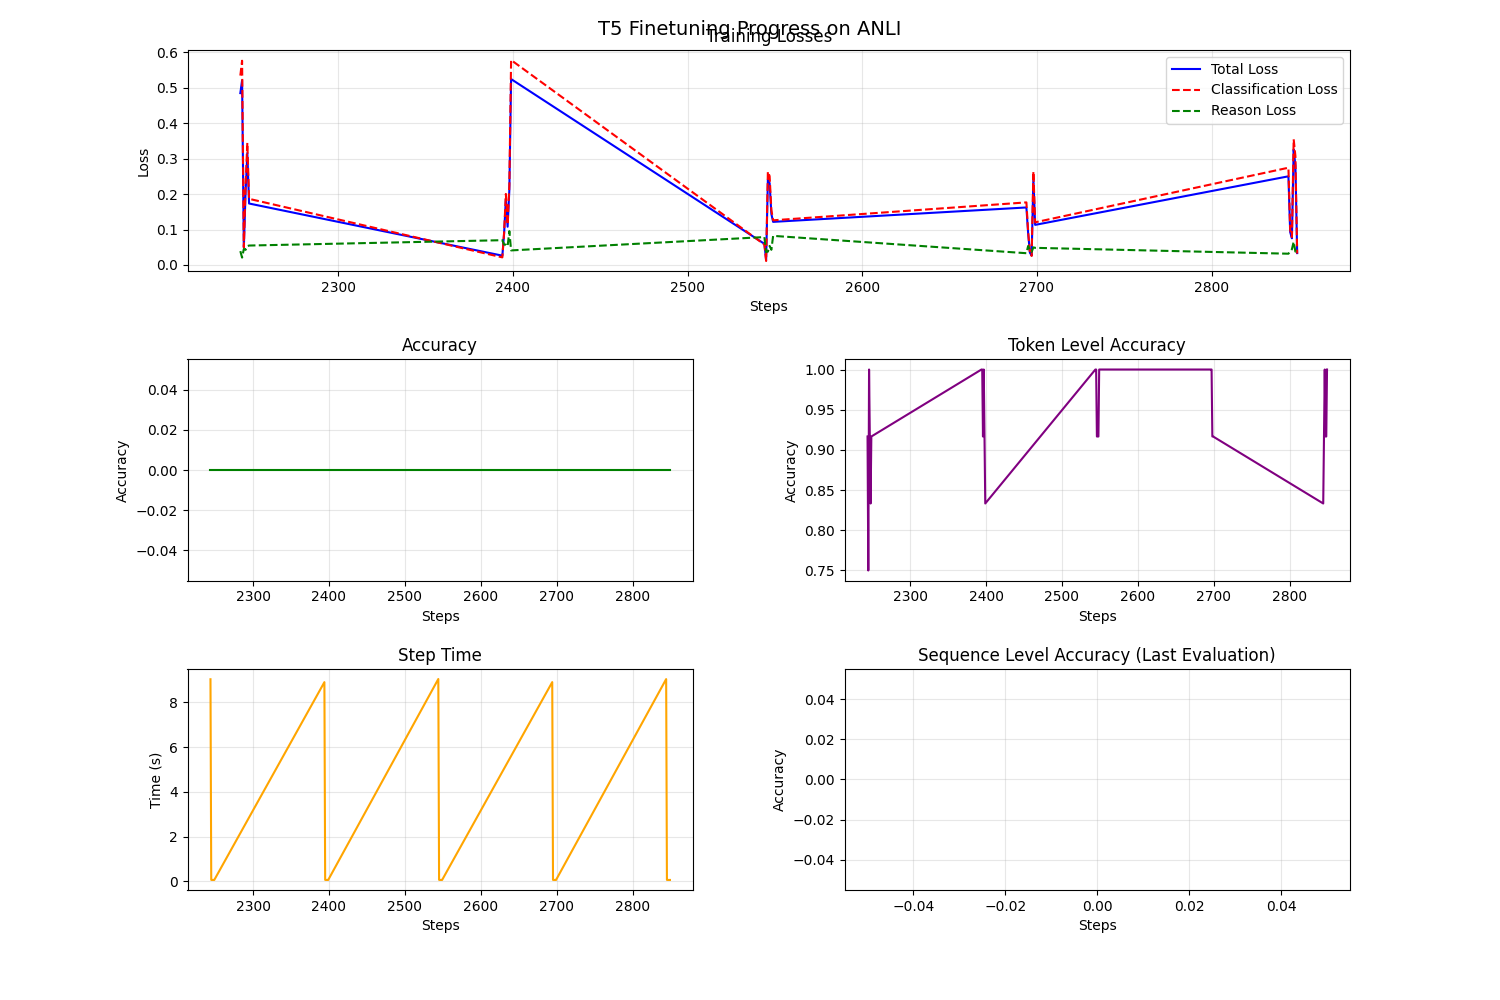 T5 Finetuning Progress on ANLI
Training Losses
0.6
0.5
0.4
0.3
0.2
0.1
0.0
Loss
Total Loss
Classification Loss
Reason Loss
2300 2400 2500 2600 2700 2800
Steps
Accuracy
0.04
0.02
0.00
−0.02
−0.04
Accuracy
2300 2400 2500 2600 2700 2800
Steps
Token Level Accuracy
1.00
0.95
0.90
0.85
0.80
0.75
Accuracy
2300 2400 2500 2600 2700 2800
Steps
Step Time
8
6
4
2
0
Time (s)
2300 2400 2500 2600 2700 2800
Steps
Sequence Level Accuracy (Last Evaluation)
0.04
0.02
0.00
−0.02
−0.04
Accuracy
−0.04 −0.02 0.00 0.02 0.04
Steps